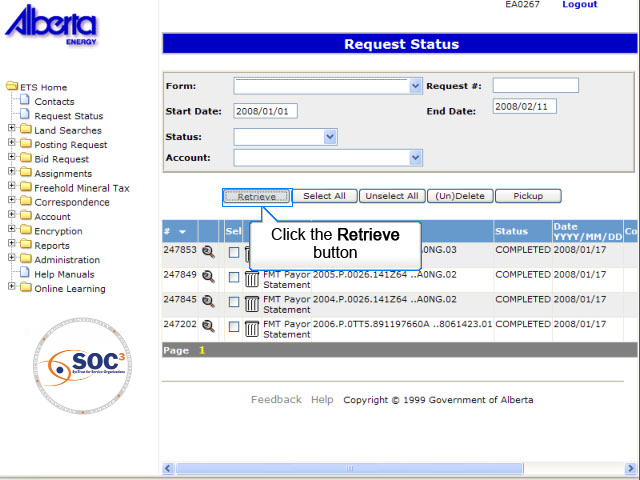 EA0267 Logout
Alberta
ENERGY
Request Status
ETS Home
Contacts
Request Status
Land Searches
Posting Request
Bid Request
Assignments
Freehold Mineral Tax
Correspondence
Account
Encryption
Reports
Administration
Help Manuals
Online Learning
SOC3
Form: Request #:
Start Date: 2008/01/01 End Date: 2008/02/11
Status:
Account:
Retrieve Select All Unselect All (Un)Delete Pickup
Click the Retrieve
button
# Sel Status Date
YYYY/MM/DD Co
247853 A0NG.03 COMPLETED 2008/01/17
247849 FMT Payor 2005.P.0026.141Z64 ..A0NG.02 COMPLETED 2008/01/17
Statement
247845 FMT Payor 2004.P.0026.141Z64 ..A0NG.02 COMPLETED 2008/01/17
Statement
247202 FMT Payor 2006.P.0TT5.891197660A ..8061423.01 COMPLETED 2008/01/17
Statement
Page 1
Feedback Help Copyright © 1999 Government of Alberta